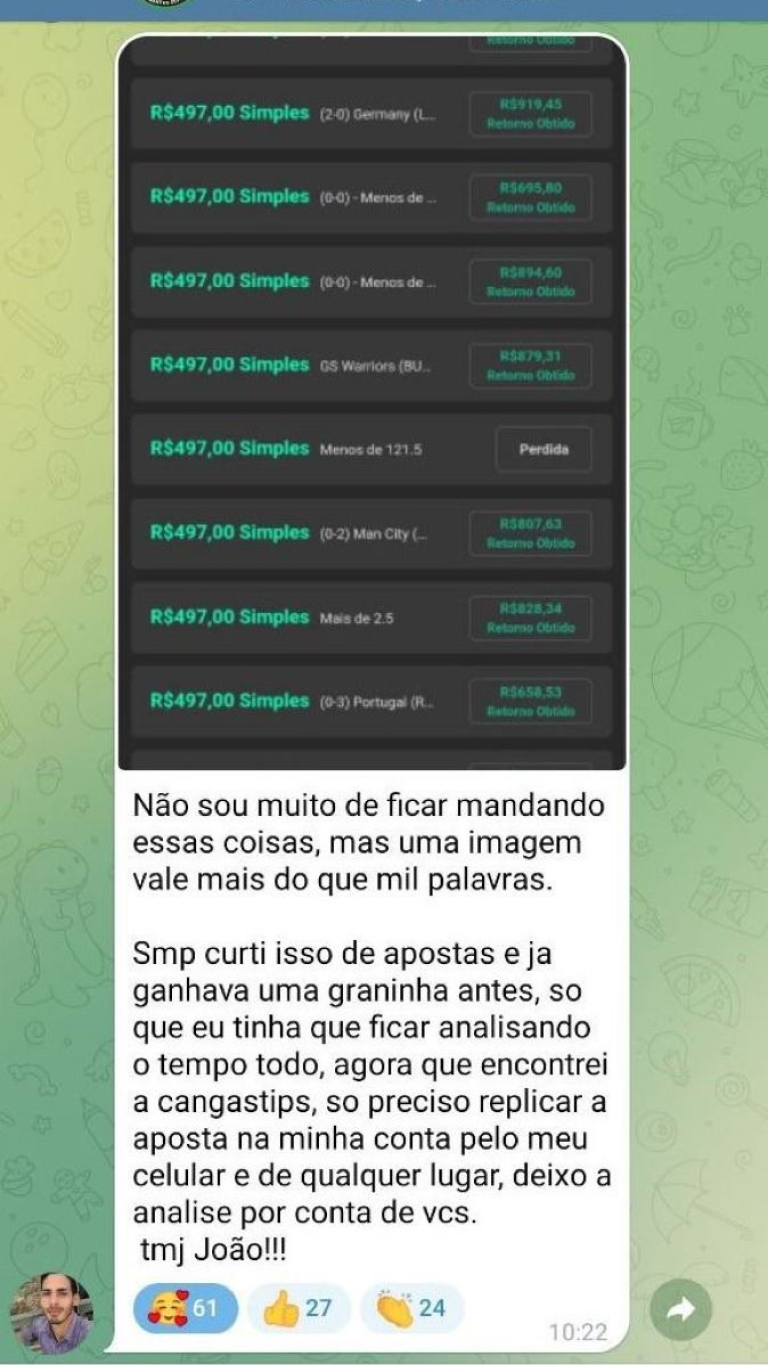 Retorno Obtido
R$497,00 Simples (2-0) Germany (L... R$919,45
Retorno Obtido
R$497,00 Simples (0-0) - Menos de ... R$695,80
Retorno Obtido
R$497,00 Simples (0-0) - Menos de ... R$894,60
Retorno Obtido
R$497,00 Simples GS Warriors (BU... R$879,31
Retorno Obtido
R$497,00 Simples Menos de 121.5 Perdida
R$497,00 Simples (0-2) Man City (... R$807,63
Retorno Obtido
R$497,00 Simples Mais de 2.5 R$828,34
Retorno Obtido
R$497,00 Simples (0-3) Portugal (R... R$658,53
Retorno Obtido
Não sou muito de ficar mandando
essas coisas, mas uma imagem
vale mais do que mil palavras.
Smp curti isso de apostas e ja
ganhava uma graninha antes, so
que eu tinha que ficar analisando
o tempo todo, agora que encontrei
a cangastips, so preciso replicar a
aposta na minha conta pelo meu
celular e de qualquer lugar, deixo a
analise por conta de vcs.
tmj João!!!
61 27 24
10:22